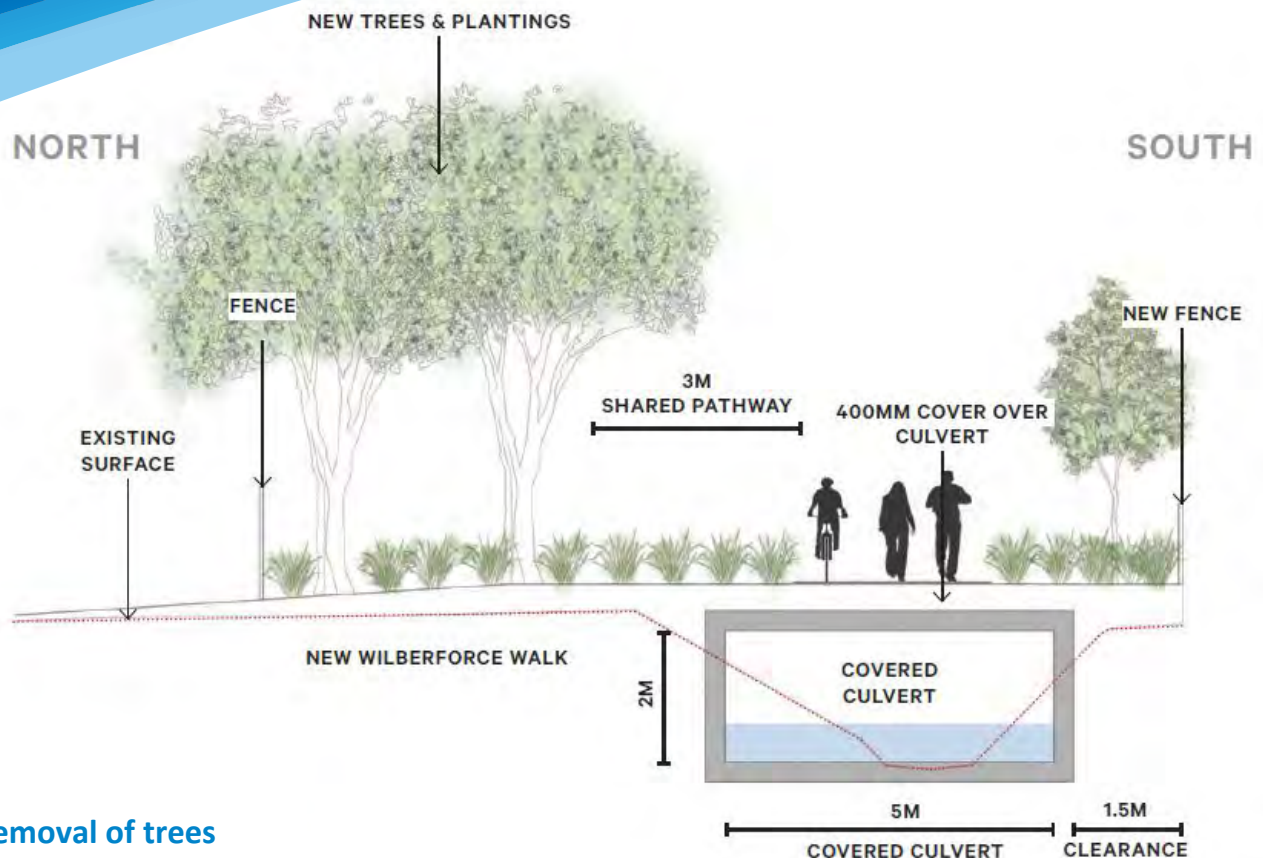 NEW TREES & PLANTINGS
NORTH
SOUTH
FENCE
NEW FENCE
3M
SHARED PATHWAY
400MM COVER OVER
CULVERT
EXISTING
SURFACE
NEW WILBERFORCE WALK
2M
COVERED
CULVERT
5M
COVERED CULVERT
1.5M
CLEARANCE
emoval of trees